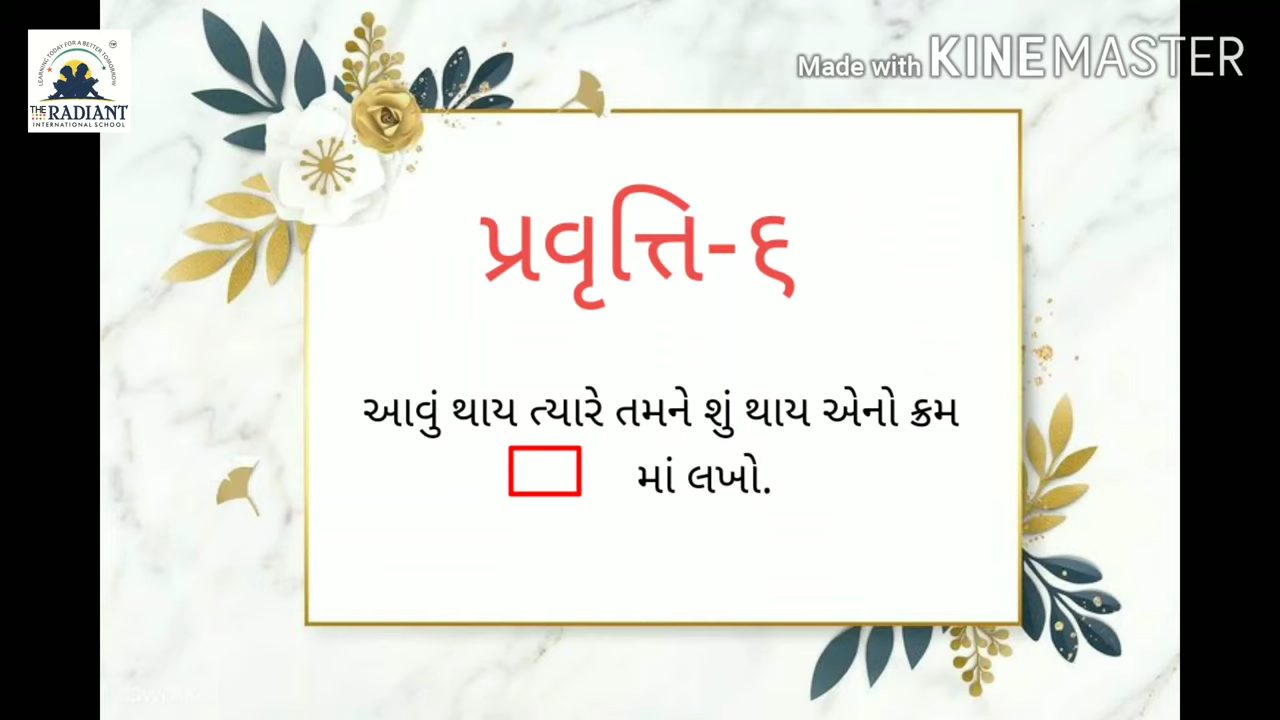 LEARNING TODAY FOR A BETTER TOMORROW
THE RADIANT
INTERNATIONAL SCHOOL
Made with KINEMASTER
પ્રવૃત્તિ-૬
આવું થાય ત્યારે તમને શું થાય એનો ક્રમ
માં લખો.